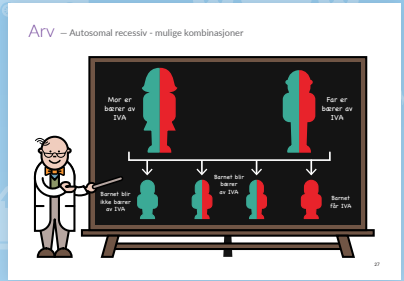 Arv – Autosomal recessiv - mulige kombinasjoner
Mor er
bærer av
IVA
Far er
bærer av
IVA
Barnet blir
ikke bærer
av IVA
Barnet blir
bærer
av IVA
Barnet
får IVA
27